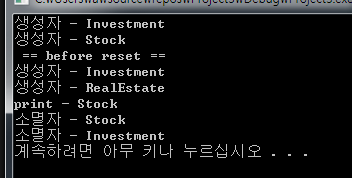 생성자 - Investment
생성자 - Stock
== before reset ==
생성자 - Investment
생성자 - RealEstate
print - Stock
소멸자 - Stock
소멸자 - Investment
계속하려면 아무 키나 누르십시오 . . .